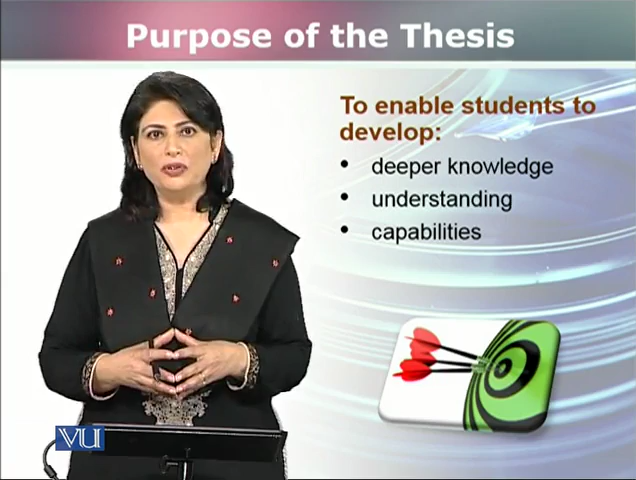 Purpose of the Thesis
To enable students to
develop:
• deeper knowledge
• understanding
• capabilities
VU